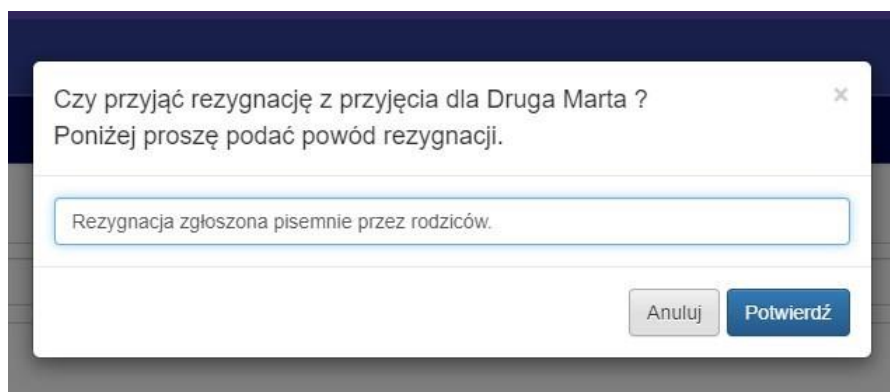 Czy przyjąć rezygnację z przyjęcia dla Druga Marta ?
×
Poniżej proszę podać powód rezygnacji.
Rezygnacja zgłoszona pisemnie przez rodziców.
Anuluj Potwierdź